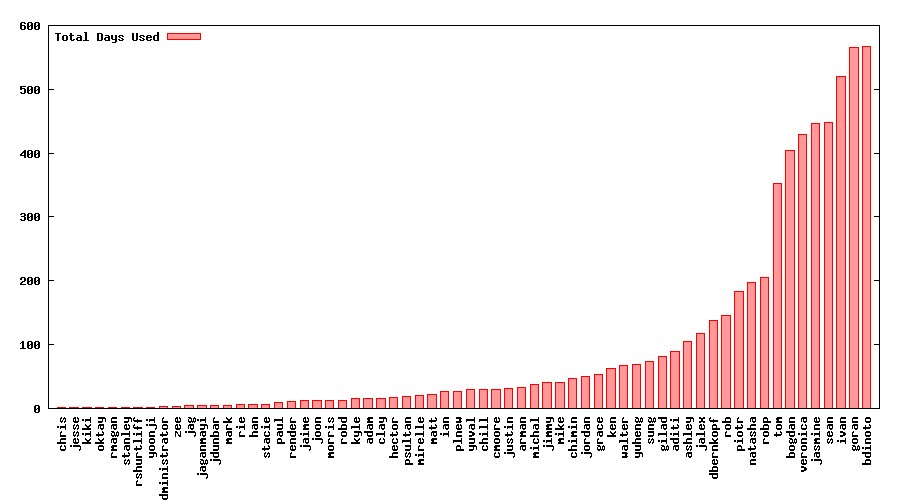 600
Total Days Used
500
400
300
200
100
0
chris
jesse
kiki
oktay
rmagan
stanley
rshurtliff
yoonji
dministrator
zee
jag
jaganmayi
jdunbar
mark
rie
han
stacie
paul
render
jaime
joon
morris
robd
kyle
adam
clay
hector
psultan
mirelle
matt
ian
plnew
yuval
chill
cmoore
justin
arman
michal
jimmy
mike
chimin
jordan
grace
ken
walter
yuheng
sung
gilad
aditi
ashley
jalex
dbernkopf
rob
piotr
natasha
robp
tom
bogdan
veronica
jasmine
sean
ivan
goran
bdinoto